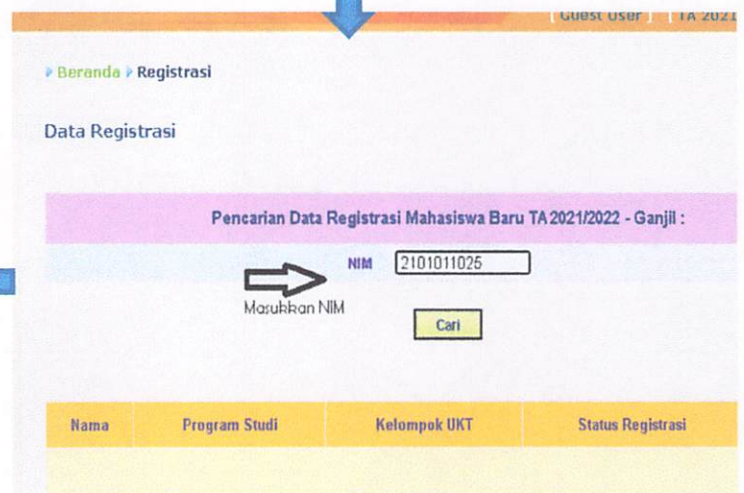 [ Guest User ] [ TA 2021
Beranda Registrasi
Data Registrasi
Pencarian Data Registrasi Mahasiswa Baru TA 2021/2022 - Ganjil :
NIM 2101011025
Masukkan NIM
Cari
Nama Program Studi Kelompok UKT Status Registrasi